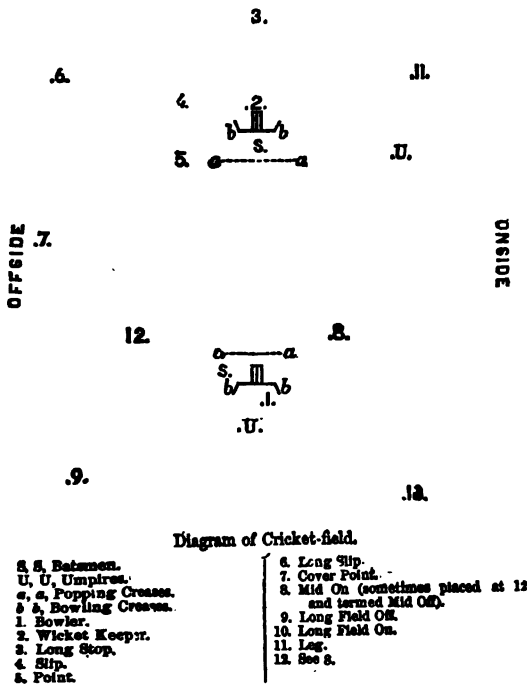 3.
.6.
.11.
4.
.2.
b b
S.
5.
a a
.U.
OFFSIDE
.7.
ONSIDE
12.
.8.
a a
S.
b b
.1.
.U.
.9.
.10.
Diagram of Cricket-field.
S, S, Batsmen.
U, U, Umpires.
a, a, Popping Creases.
b b, Bowling Creases.
1. Bowler.
2. Wicket Keeper.
3. Long Stop.
4. Slip.
5. Point.
6. Long Slip.
7. Cover Point.
8. Mid On (sometimes placed at 12
and termed Mid Off).
9. Long Field Off.
10. Long Field On.
11. Leg.
12. See 8.